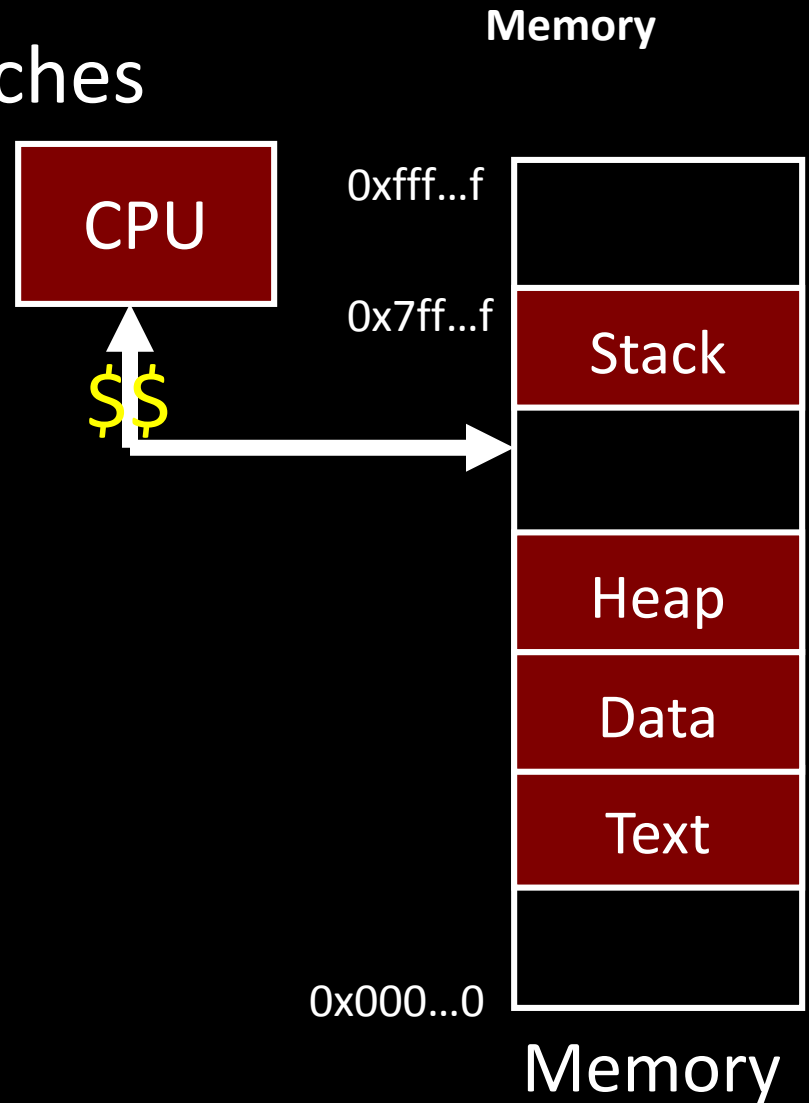 Memory
ches
CPU
0xfff...f
0x7ff...f
Stack
$$
Heap
Data
Text
0x000...0
Memory